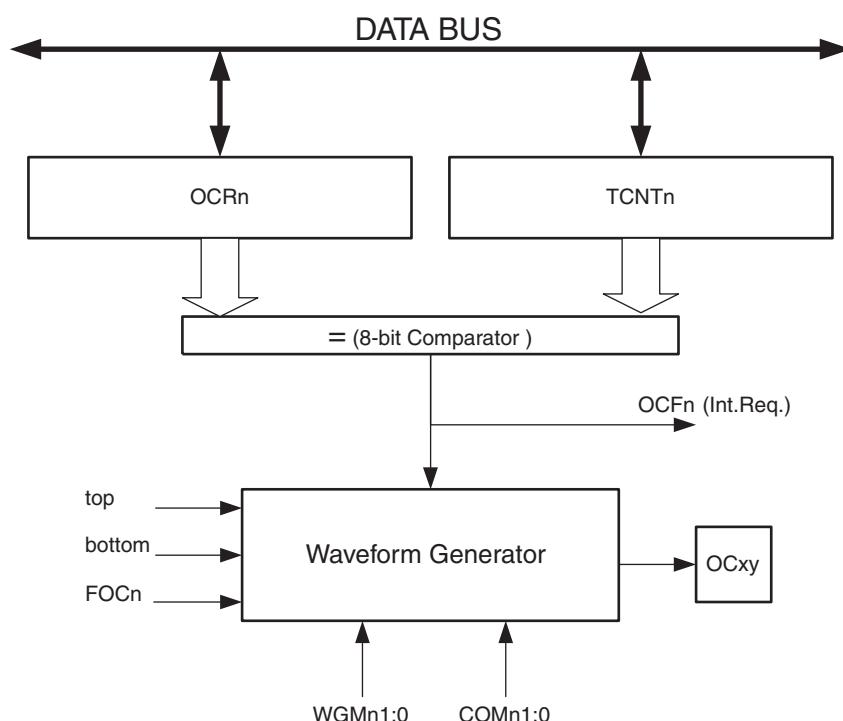 DATA BUS
OCRn
TCNTn
= (8-bit Comparator )
OCFn (Int.Req.)
top
bottom
FOCn
Waveform Generator
OCxy
WGMn1:0
COMn1:0